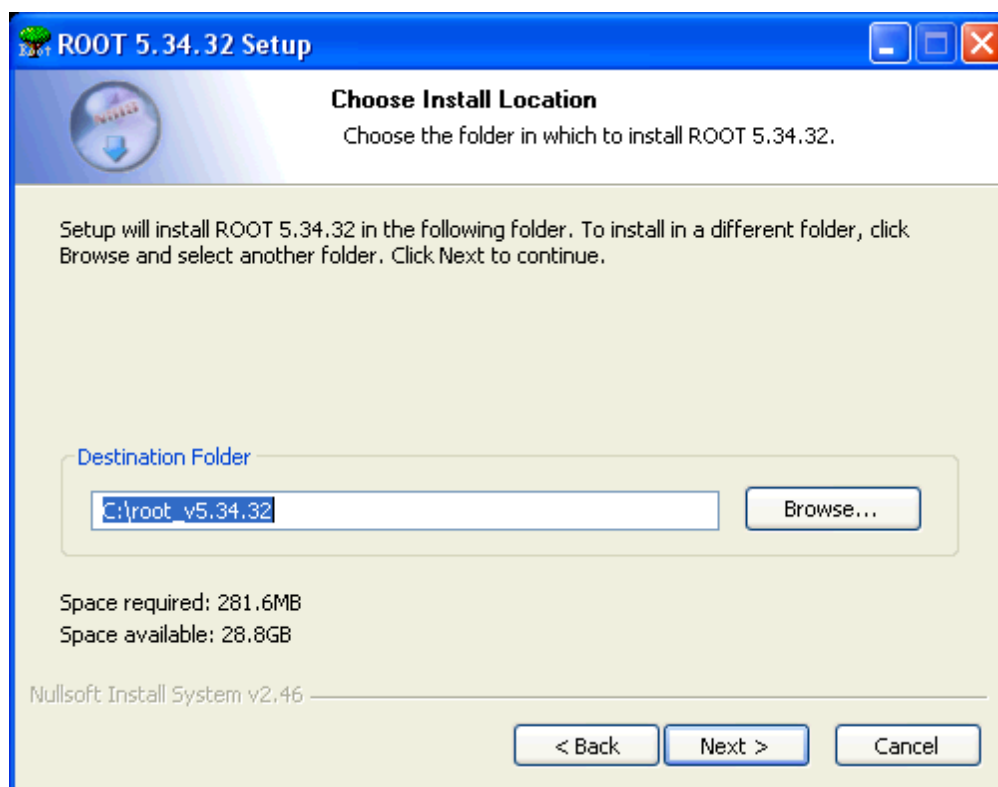 ROOT 5.34.32 Setup
Choose Install Location
Choose the folder in which to install ROOT 5.34.32.
Setup will install ROOT 5.34.32 in the following folder. To install in a different folder, click
Browse and select another folder. Click Next to continue.
Destination Folder
C:\root_v5.34.32
Browse...
Space required: 281.6MB
Space available: 28.8GB
Nullsoft Install System v2.46
< Back
Next >
Cancel